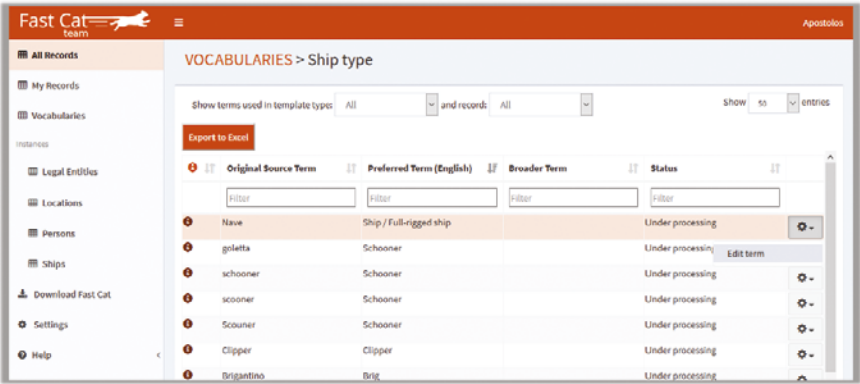 Fast Cat team
Apostolos
All Records
My Records
Vocabularies
Instances
Legal Entities
Locations
Persons
Ships
Download Fast Cat
Settings
Help
VOCABULARIES > Ship type
Show terms used in template type: All and record: All Show 50 entries
Export to Excel
Original Source Term Preferred Term (English) Broader Term Status
Filter Filter Filter Filter
Nave Ship / Full-rigged ship Under processing
goletta Schooner Under processing
Edit term
schooner Schooner Under processing
scooner Schooner Under processing
Scouner Schooner Under processing
Clipper Clipper Under processing
Brigantino Brig Under processing